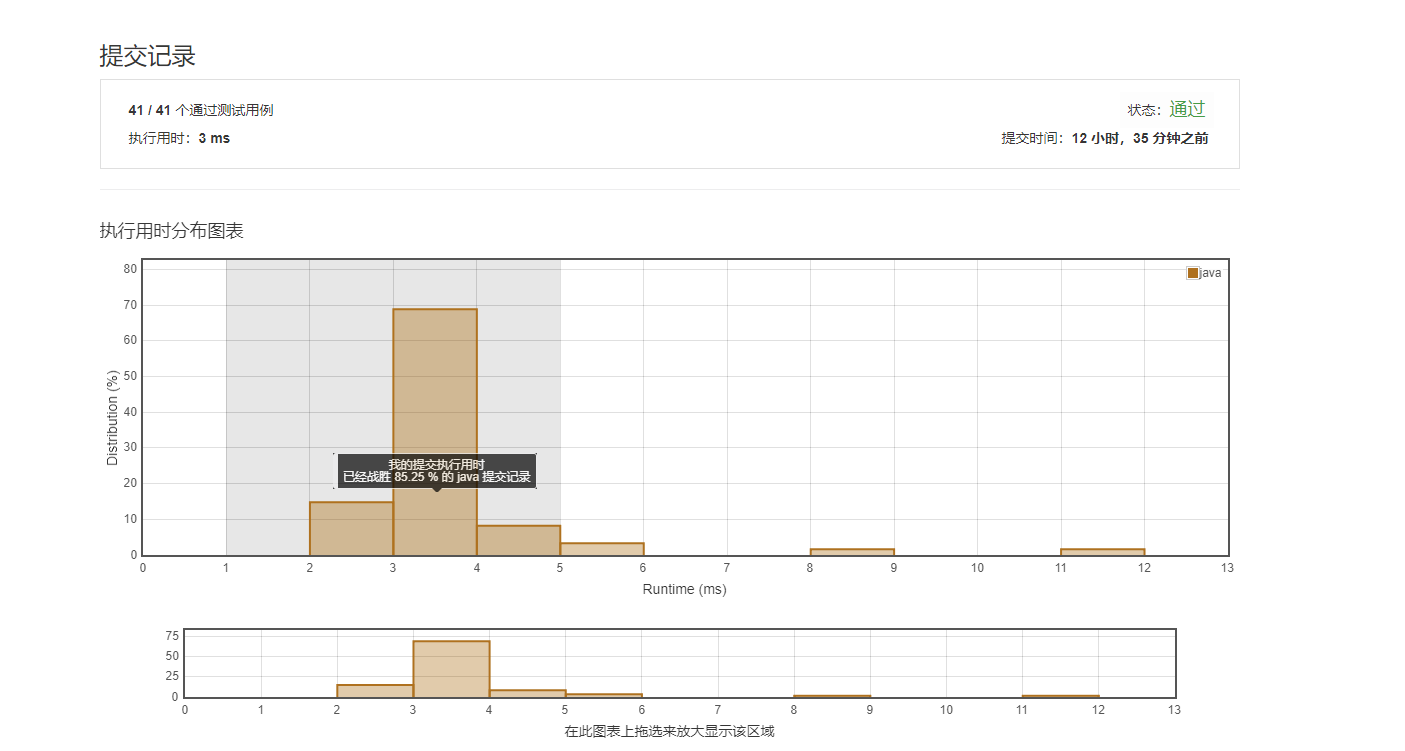 提交记录
41 / 41 个通过测试用例
状态：通过
执行用时：3 ms
提交时间：12 小时，35 分钟之前
执行用时分布图表
java
80
70
60
50
40
30
20
10
0
Distribution (%)
我的提交执行用时
已经战胜 85.25 % 的 java 提交记录
0 1 2 3 4 5 6 7 8 9 10 11 12 13
Runtime (ms)
75
50
25
0
0 1 2 3 4 5 6 7 8 9 10 11 12 13
在此图表上拖选来放大显示该区域